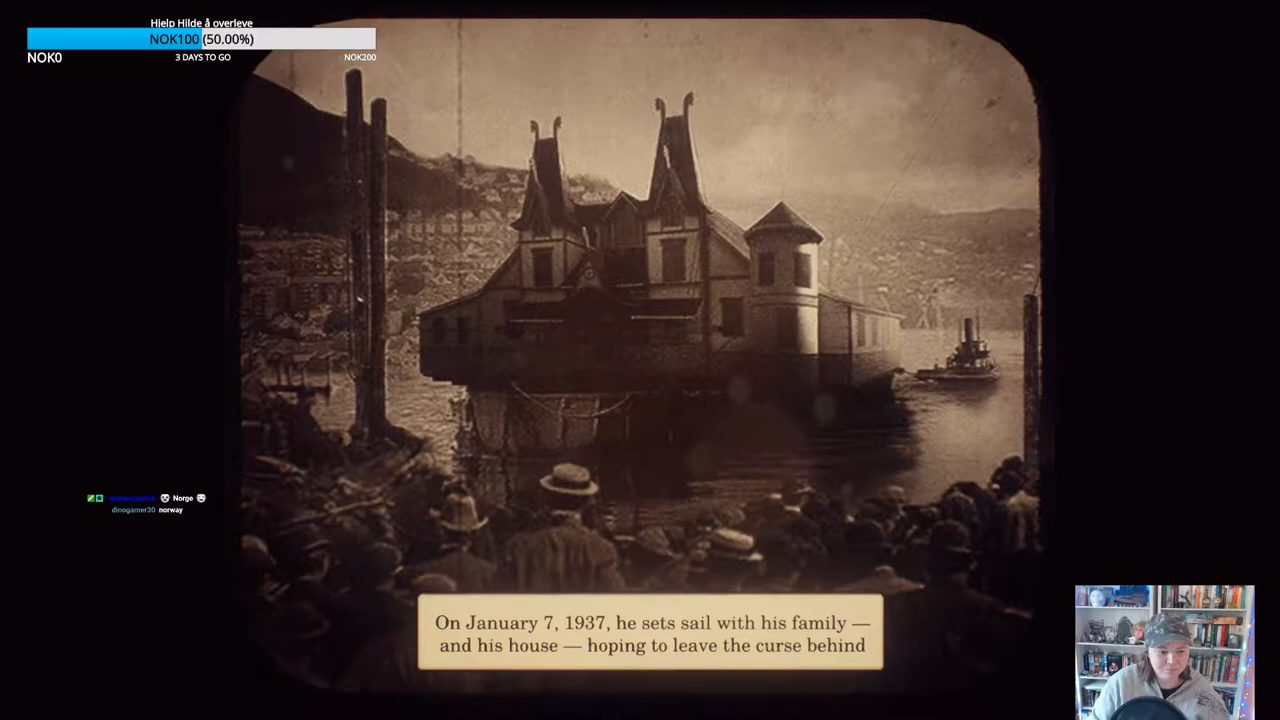 Hjelp Hilde å overleve
NOK100 (50.00%)
NOK0
3 DAYS TO GO
NOK200
Norge
dinogamer30 norway
On January 7, 1937, he sets sail with his family —
and his house — hoping to leave the curse behind